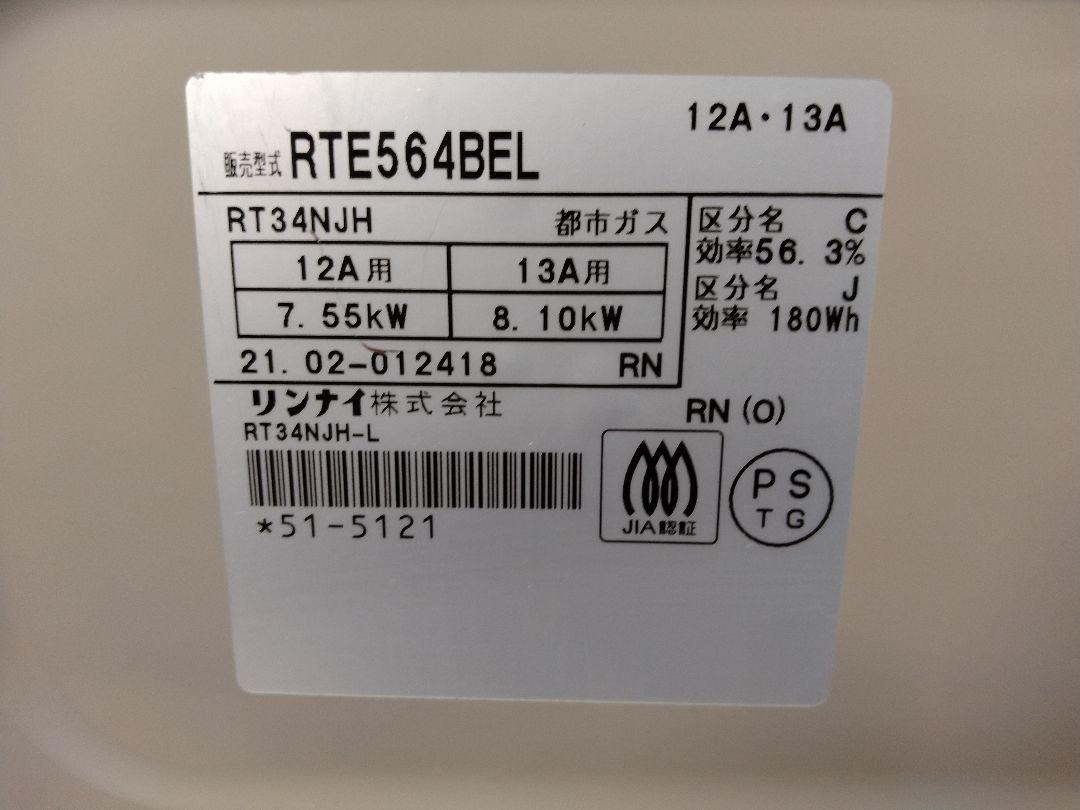 12A・13A
販売型式 RTE564BEL
RT34NJH 都市ガス
12A用 13A用
7.55kW 8.10kW
21.02-012418 RN
区分名 C
効率56.3%
区分名 J
効率 180Wh
リンナイ株式会社
RN (O)
RT34NJH-L
*51-5121
JIA認証
PS
TG